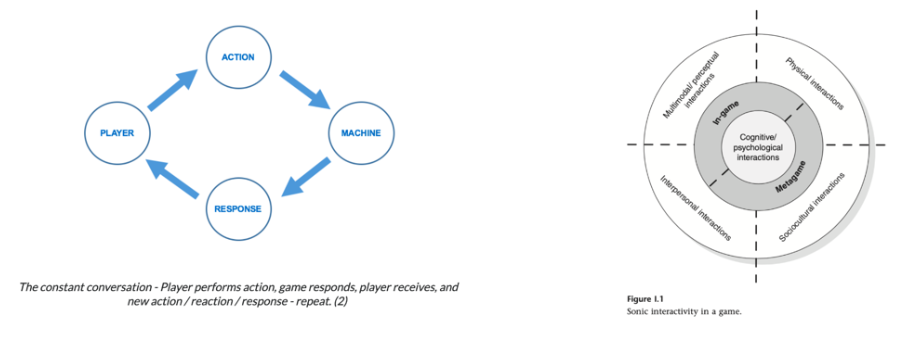 ACTION
PLAYER
MACHINE
RESPONSE
The constant conversation - Player performs action, game responds, player receives, and
new action / reaction / response - repeat. (2)
Multimodal/ perceptual
interactions
Physical interactions
In-game
Cognitive/
psychological
interactions
Metagame
Interpersonal interactions
Sociocultural interactions
Figure I.1
Sonic interactivity in a game.